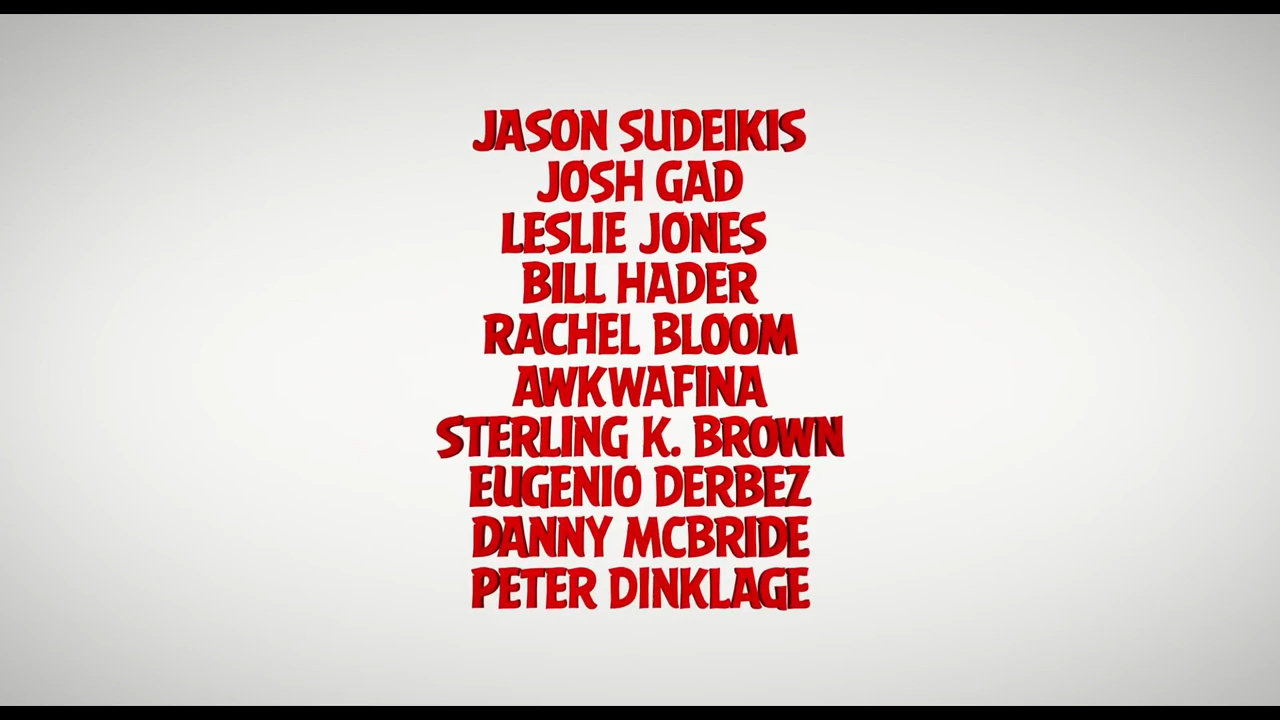 JASON SUDEIKIS
JOSH GAD
LESLIE JONES
BILL HADER
RACHEL BLOOM
AWKWAFINA
STERLING K. BROWN
EUGENIO DERBEZ
DANNY MCBRIDE
PETER DINKLAGE